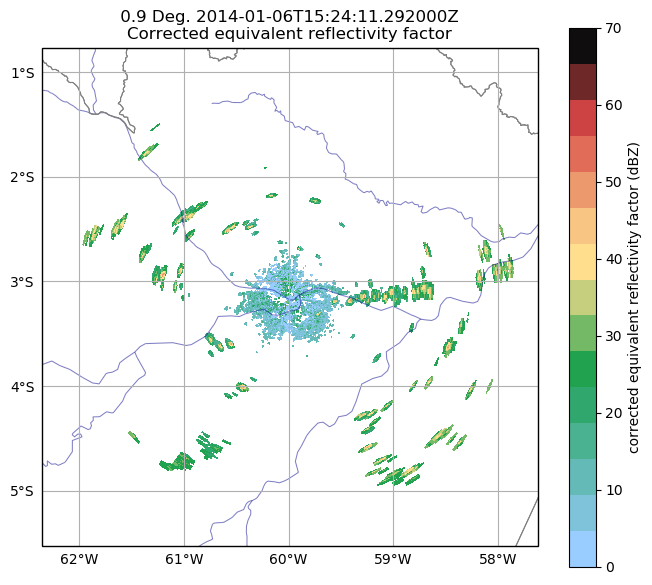 0.9 Deg. 2014-01-06T15:24:11.292000Z
Corrected equivalent reflectivity factor
1°S
2°S
3°S
4°S
5°S
62°W
61°W
60°W
59°W
58°W
70
60
50
40
30
20
10
0
corrected equivalent reflectivity factor (dBZ)